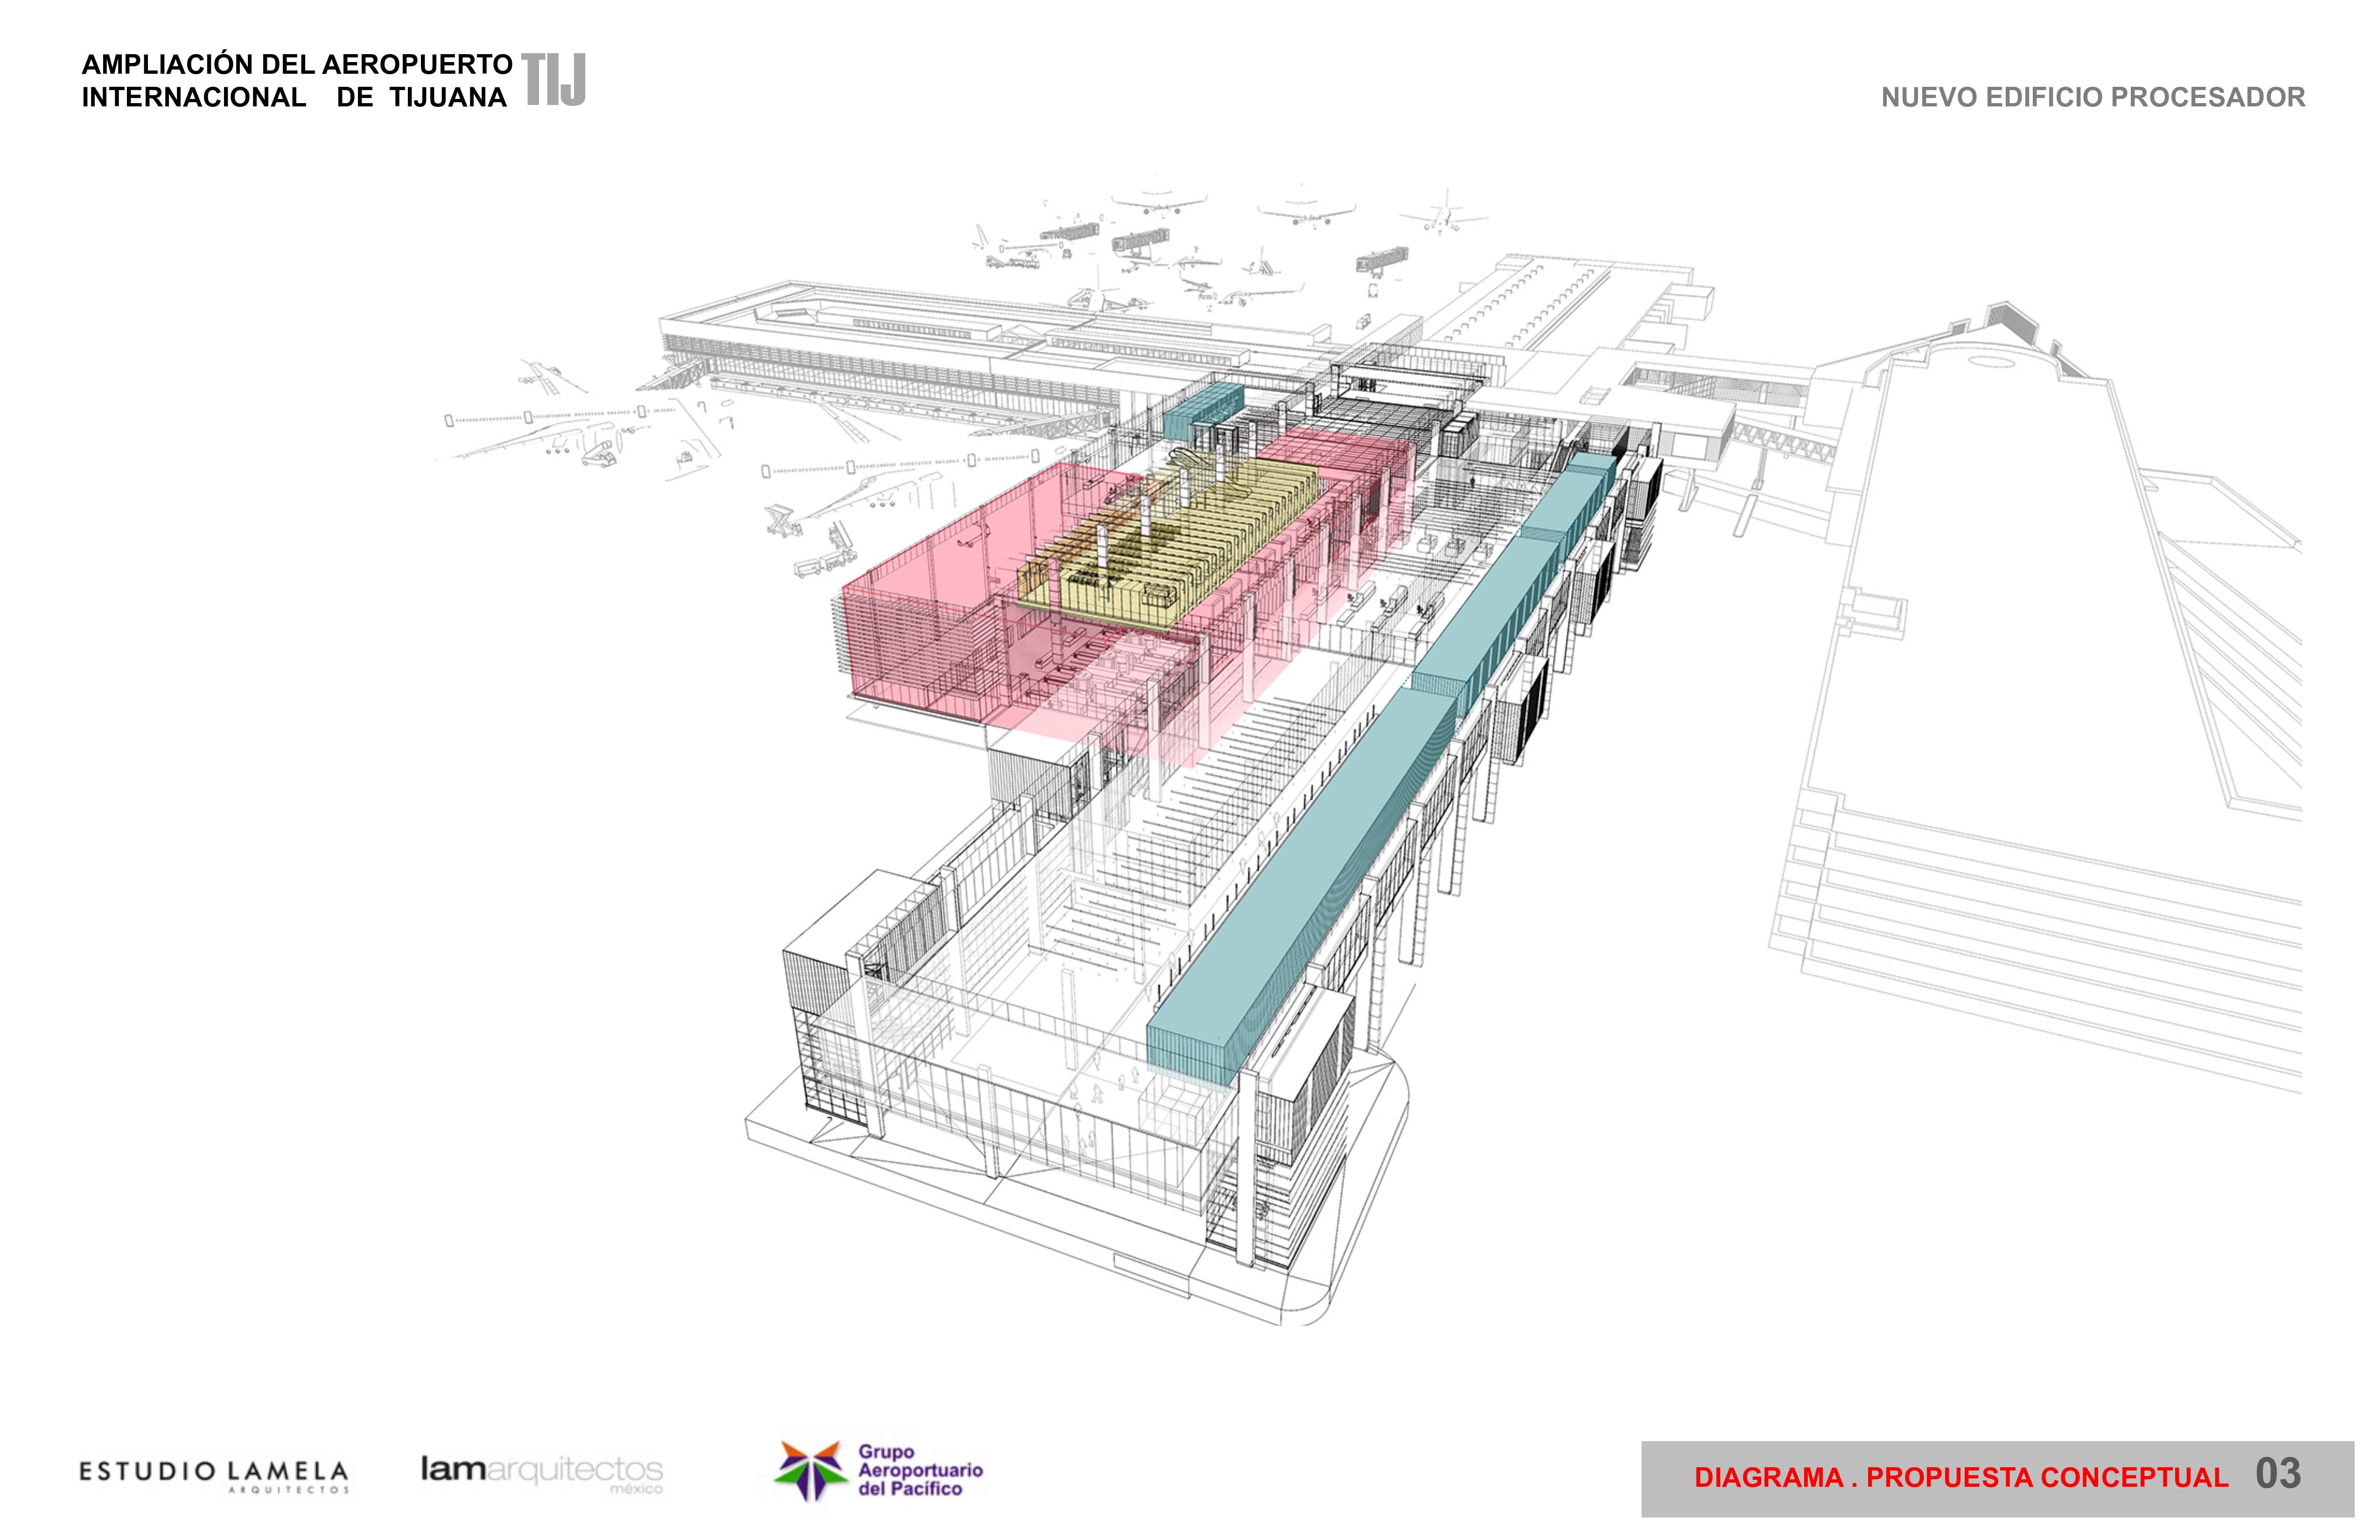 AMPLIACIÓN DEL AEROPUERTO
INTERNACIONAL DE TIJUANA
TIJ
NUEVO EDIFICIO PROCESADOR
ESTUDIO LAMELA
ARQUITECTOS
lamarquitectos
méxico
Grupo
Aeroportuario
del Pacífico
DIAGRAMA . PROPUESTA CONCEPTUAL 03